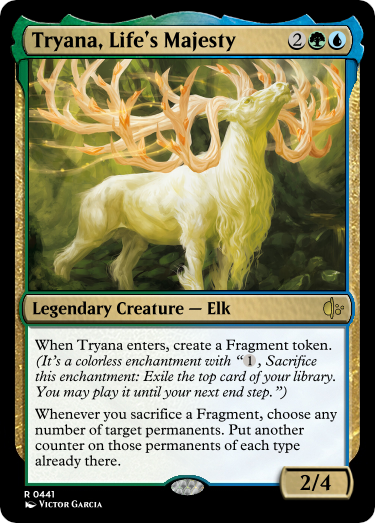 Tryana, Life's Majesty 2
Legendary Creature — Elk
When Tryana enters, create a Fragment token.
(It's a colorless enchantment with “1, Sacrifice
this enchantment: Exile the top card of your library.
You may play it until your next end step.”)
Whenever you sacrifice a Fragment, choose any
number of target permanents. Put another
counter on those permanents of each type
already there.
2/4
R 0441
Victor Garcia